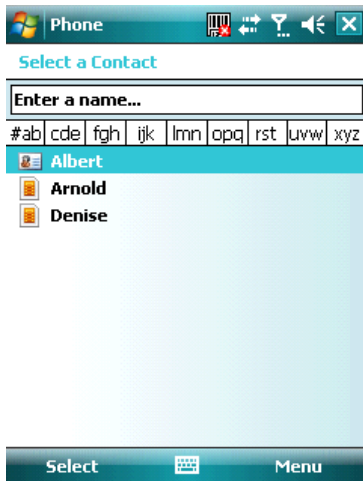 Phone
Select a Contact
Enter a name...
#ab cde fgh ijk lmn opq rst uvw xyz
Albert
Arnold
Denise
Select Menu